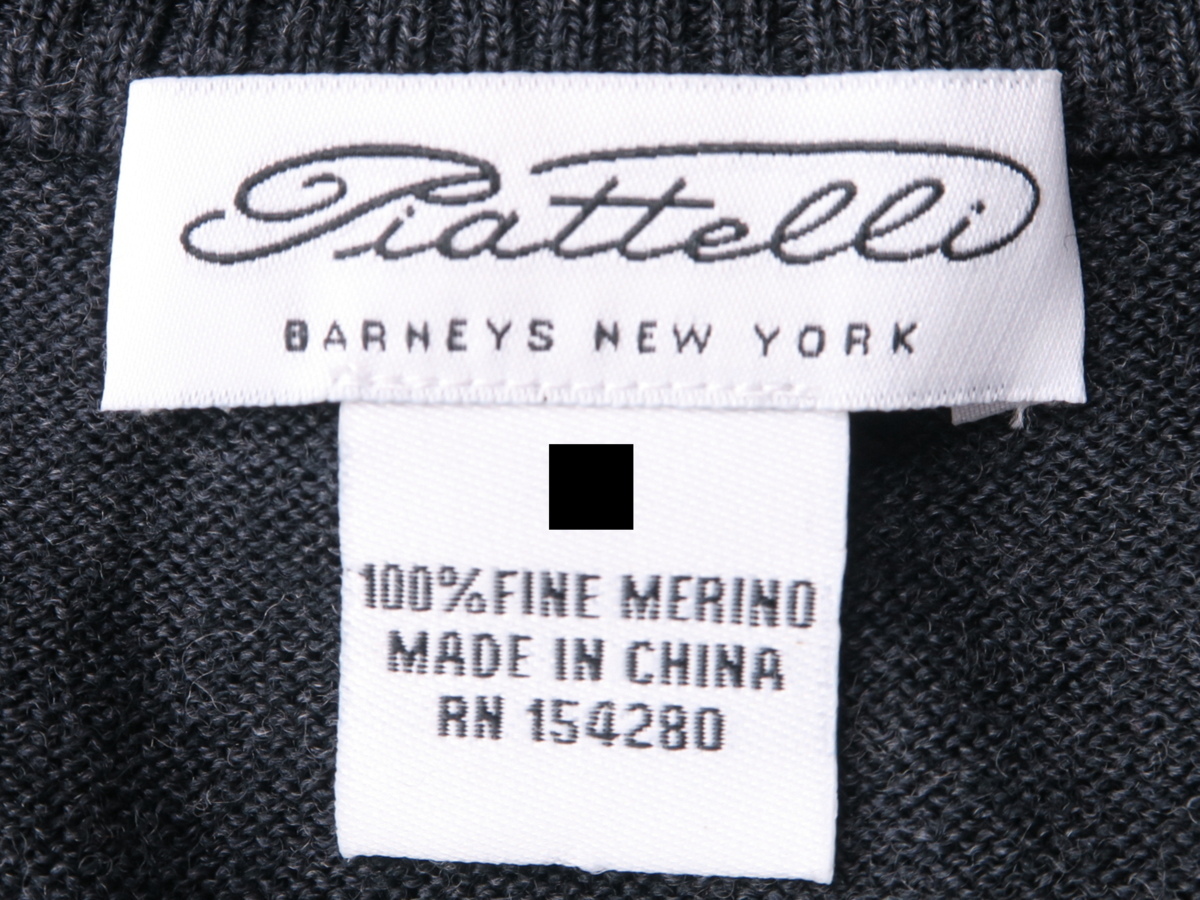 Piattelli
BARNEYS NEW YORK
100%FINE MERINO
MADE IN CHINA
RN 154280